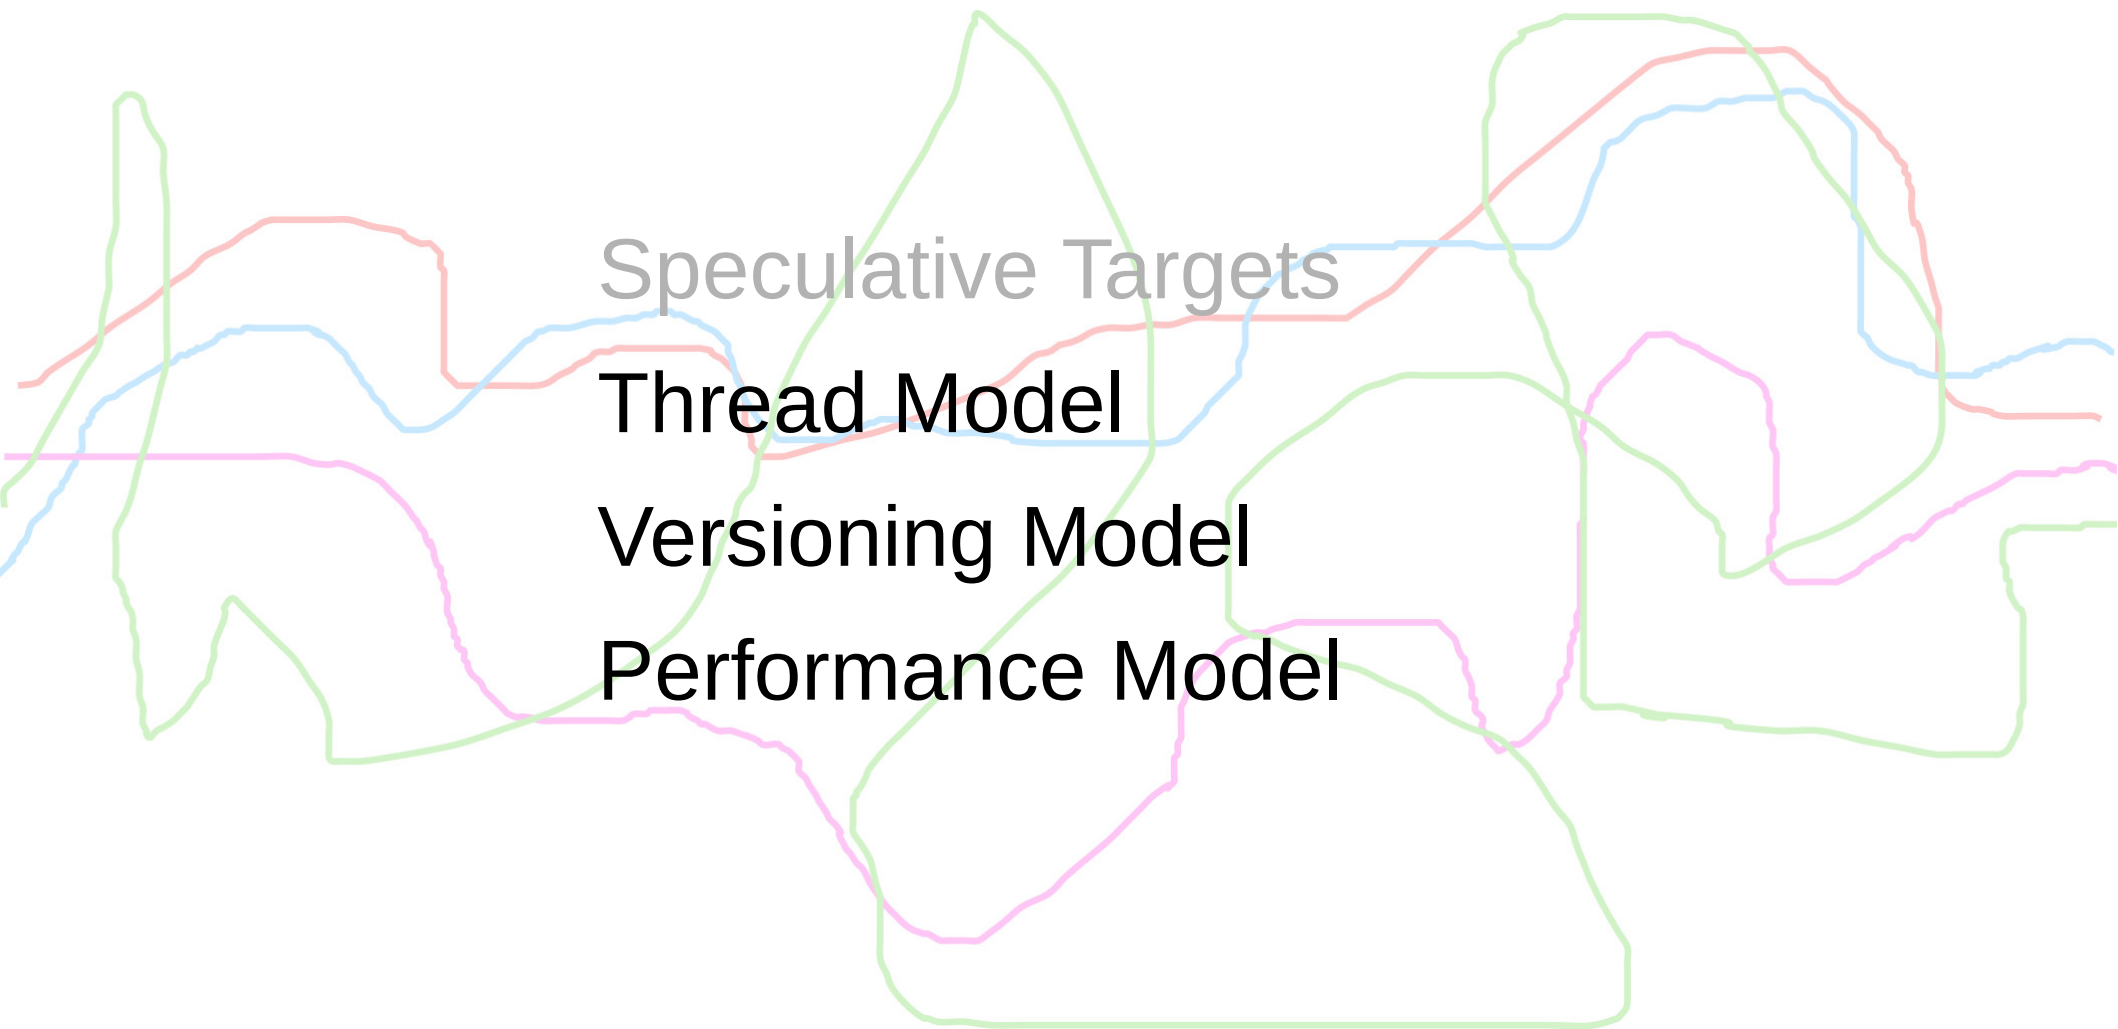 Speculative Targets
Thread Model
Versioning Model
Performance Model